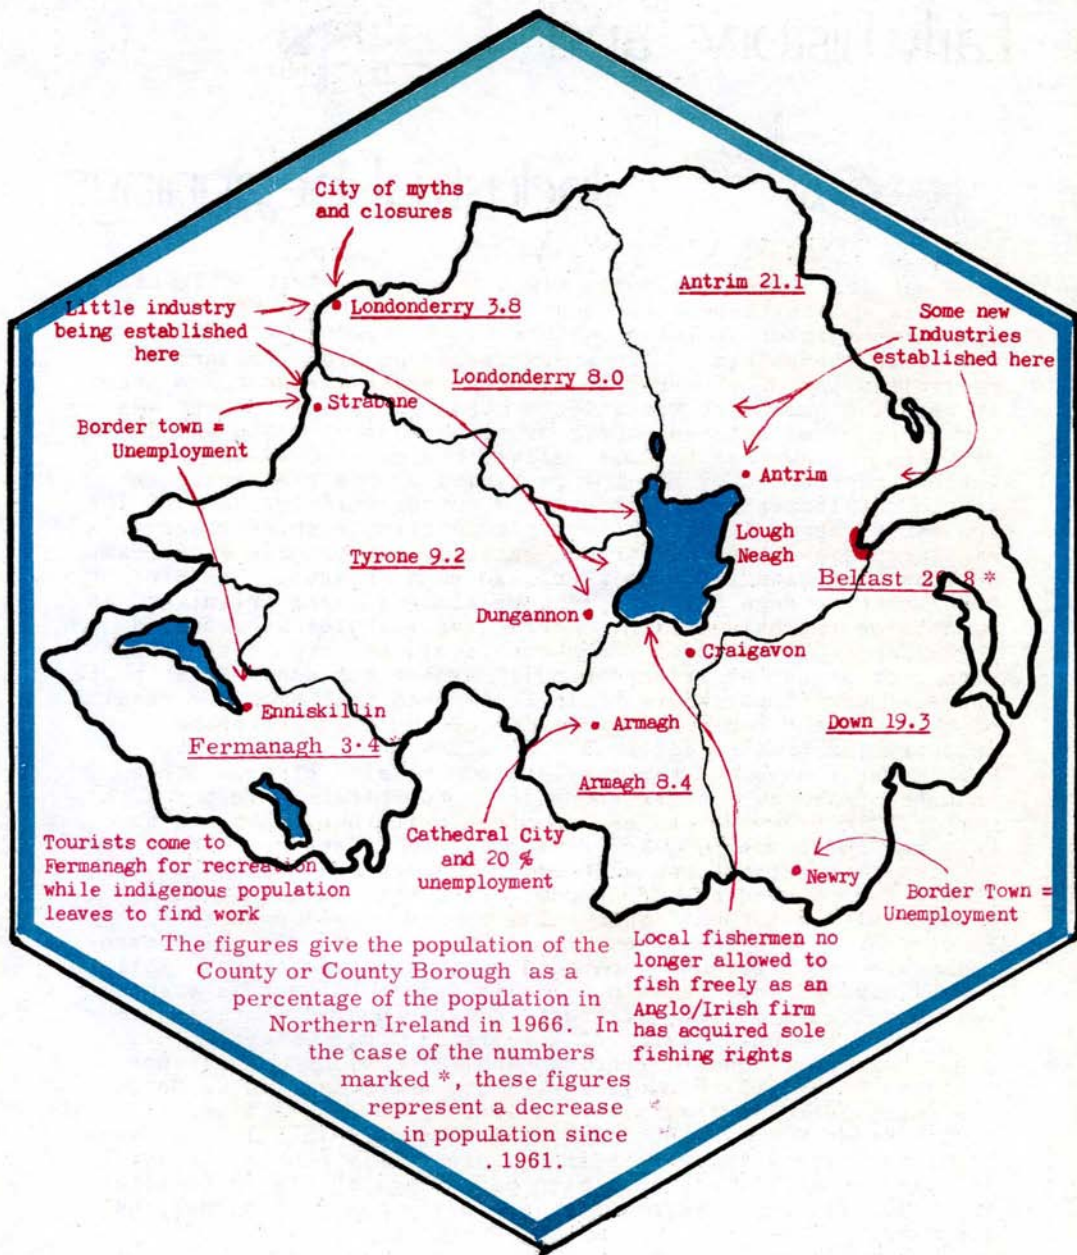 City of myths
and closures
Londonderry 3.8
Little industry
being established
here
Antrim 21.1
Some new
Industries
established here
Londonderry 8.0
Strabane
Border town =
Unemployment
Antrim
Lough
Neagh
Tyrone 9.2
Belfast
*
Dungannon
Craigavon
Enniskillin
Fermanagh 3·4 *
Armagh
Down 19.3
Armagh 8.4
Tourists come to
Fermanagh for recreation
while indigenous population
leaves to find work
Cathedral City
and 20 %
unemployment
Newry
Border Town =
Unemployment
The figures give the population of the
County or County Borough as a
percentage of the population in
Northern Ireland in 1966. In
the case of the numbers
marked *, these figures
represent a decrease
in population since
. 1961.
Local fishermen no
longer allowed to
fish freely as an
Anglo/Irish firm
has acquired sole
fishing rights